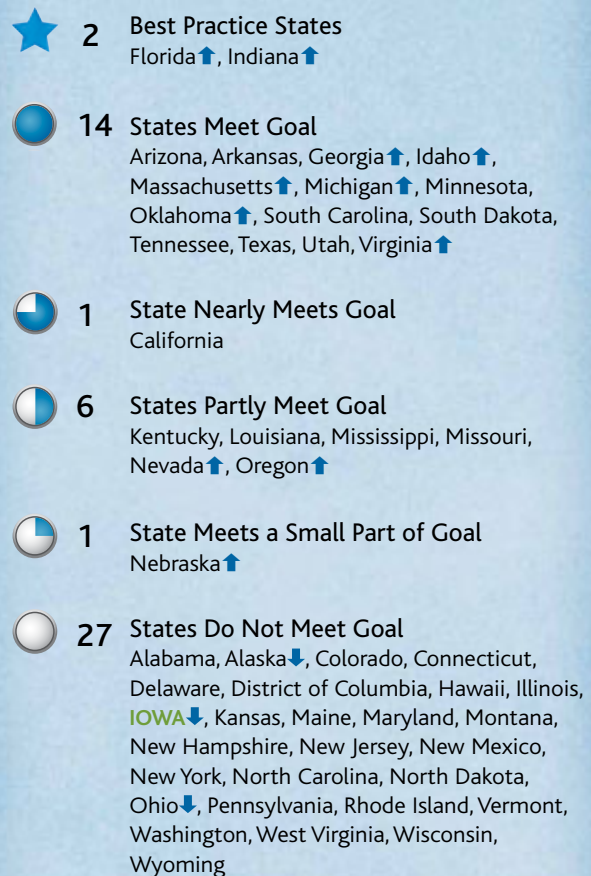 2 Best Practice States
Florida⬆, Indiana⬆
14 States Meet Goal
Arizona, Arkansas, Georgia⬆, Idaho⬆,
Massachusetts⬆, Michigan⬆, Minnesota,
Oklahoma⬆, South Carolina, South Dakota,
Tennessee, Texas, Utah, Virginia⬆
1 State Nearly Meets Goal
California
6 States Partly Meet Goal
Kentucky, Louisiana, Mississippi, Missouri,
Nevada⬆, Oregon⬆
1 State Meets a Small Part of Goal
Nebraska⬆
27 States Do Not Meet Goal
Alabama, Alaska⬇, Colorado, Connecticut,
Delaware, District of Columbia, Hawaii, Illinois,
IOWA⬇, Kansas, Maine, Maryland, Montana,
New Hampshire, New Jersey, New Mexico,
New York, North Carolina, North Dakota,
Ohio⬇, Pennsylvania, Rhode Island, Vermont,
Washington, West Virginia, Wisconsin,
Wyoming